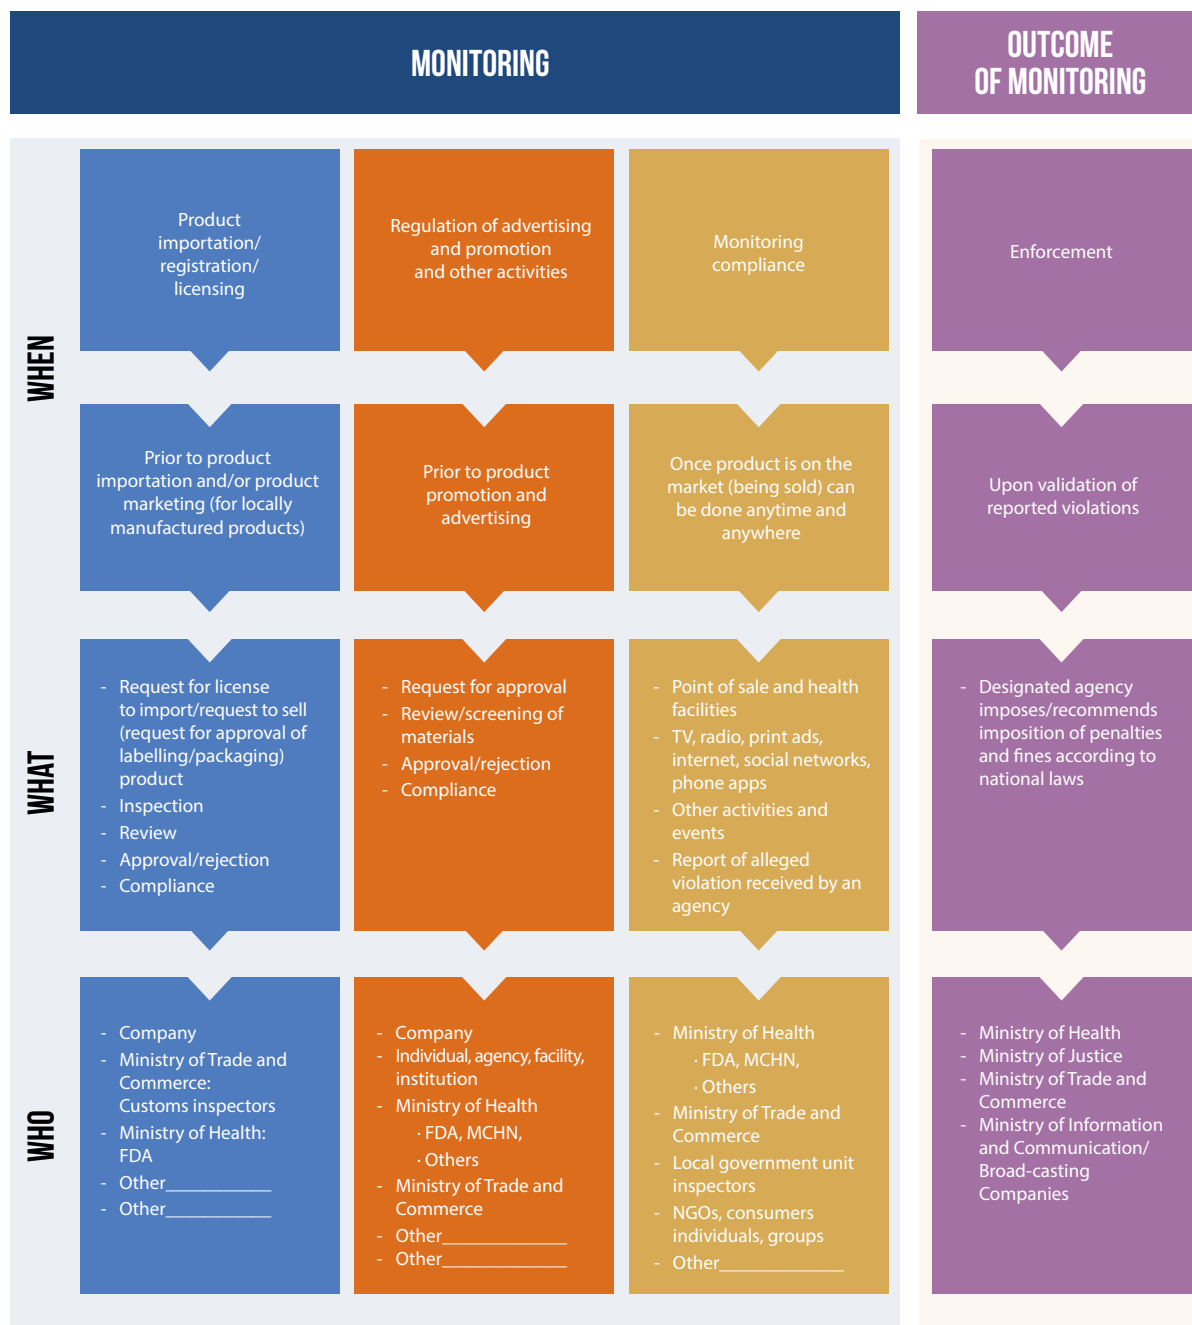 MONITORING
OUTCOME
OF MONITORING
WHEN
Product
importation/
registration/
licensing
Regulation of advertising
and promotion
and other activities
Monitoring
compliance
Enforcement
Prior to product
importation and/or product
marketing (for locally
manufactured products)
Prior to product
promotion and
advertising
Once product is on the
market (being sold) can
be done anytime and
anywhere
Upon validation of
reported violations
WHAT
- Request for license
to import/request to sell
(request for approval of
labelling/packaging)
product
- Inspection
- Review
- Approval/rejection
- Compliance
- Request for approval
- Review/screening of
materials
- Approval/rejection
- Compliance
- Point of sale and health
facilities
- TV, radio, print ads,
internet, social networks,
phone apps
- Other activities and
events
- Report of alleged
violation received by an
agency
- Designated agency
imposes/recommends
imposition of penalties
and fines according to
national laws
WHO
- Company
- Ministry of Trade and
Commerce:
Customs inspectors
- Ministry of Health:
FDA
- Other____________
- Other____________
- Company
- Individual, agency, facility,
institution
- Ministry of Health
· FDA, MCHN,
· Others
- Ministry of Trade and
Commerce
- Other______________
- Other______________
- Ministry of Health
· FDA, MCHN,
· Others
- Ministry of Trade and
Commerce
- Local government unit
inspectors
- NGOs, consumers
individuals, groups
- Other______________
- Ministry of Health
- Ministry of Justice
- Ministry of Trade and
Commerce
- Ministry of Information
and Communication/
Broad-casting
Companies